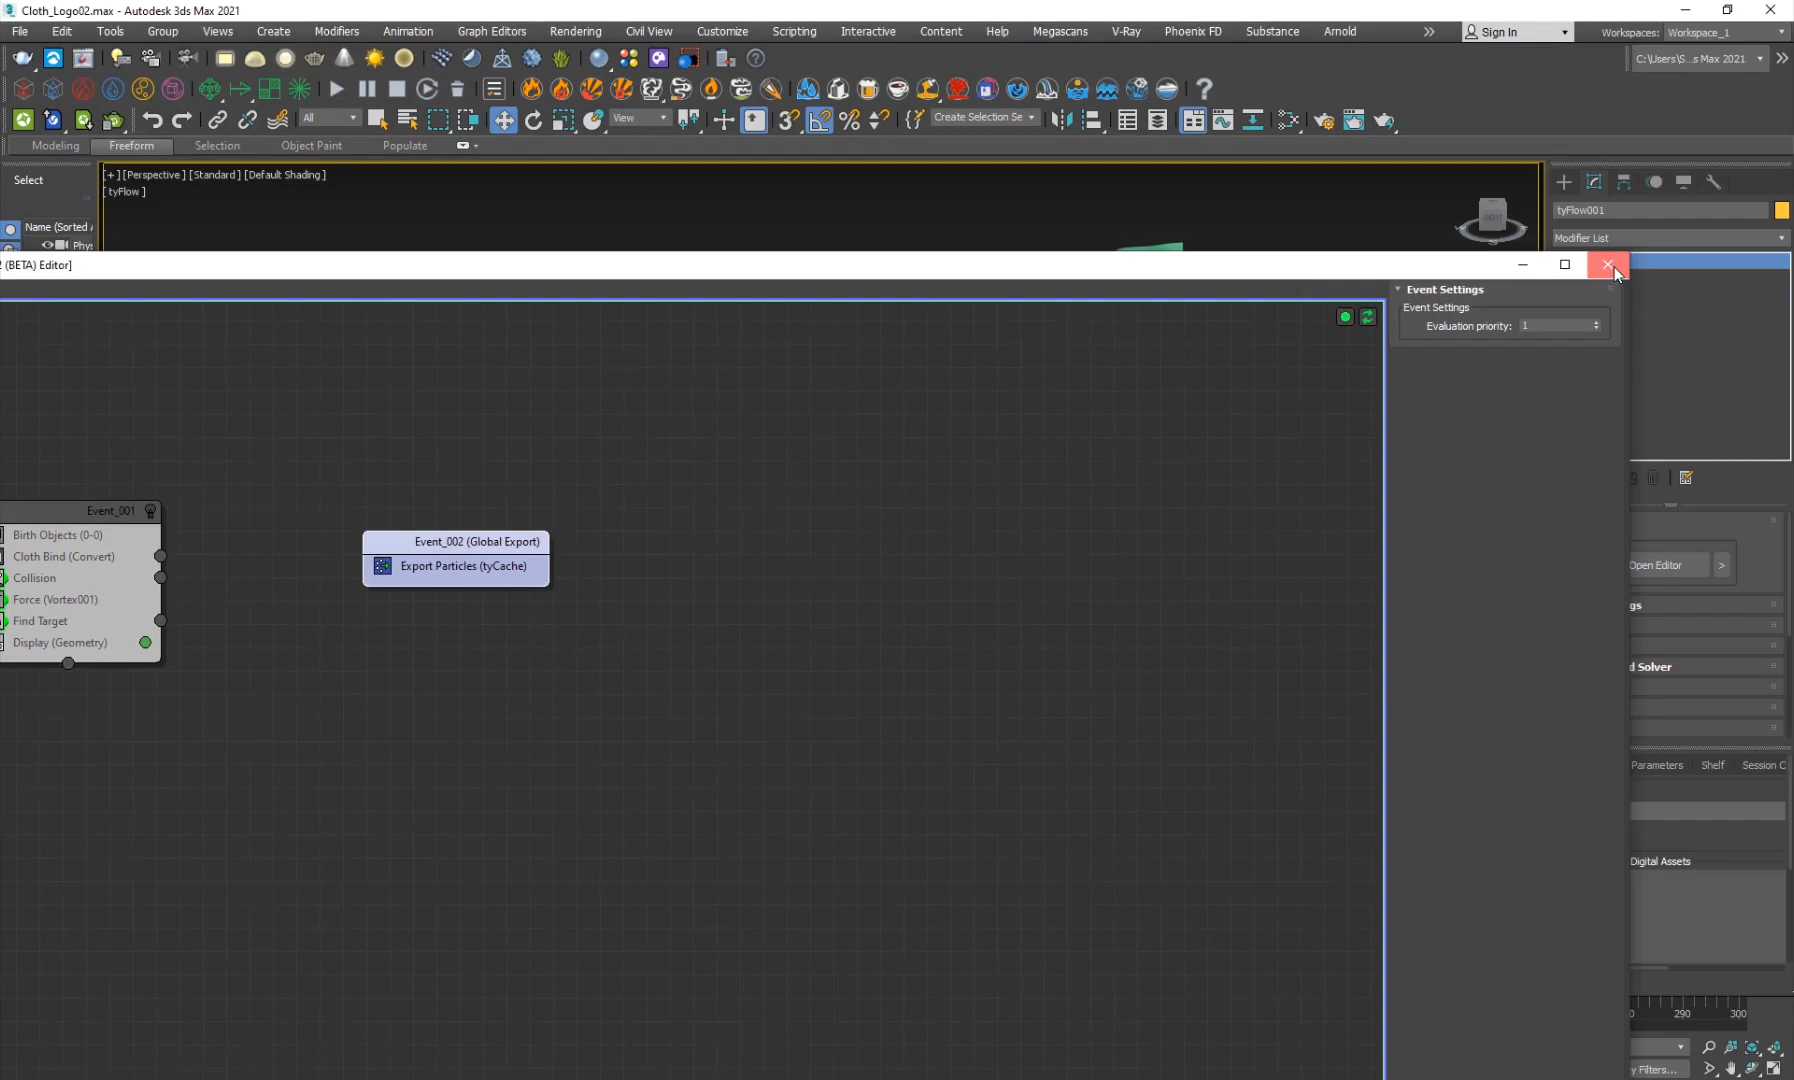 Cloth_Logo02.max - Autodesk 3ds Max 2021
File Edit Tools Group Views Create Modifiers Animation Graph Editors Rendering Civil View Customize Scripting Interactive Content Help Megascans V-Ray Phoenix FD Substance Arnold
Sign In
Workspaces: Workspace_1
C:\Users\S...s Max 2021
All
View
Create Selection Se
Modeling Freeform Selection Object Paint Populate
Select
[+] [Perspective] [Standard] [Default Shading]
[ tyFlow ]
tyFlow001
Name (Sorted A
Phys
Modifier List
(BETA) Editor]
Event Settings
Event Settings
Evaluation priority: 1
Event_001
Birth Objects (0-0)
Cloth Bind (Convert)
Collision
Force (Vortex001)
Find Target
Display (Geometry)
Event_002 (Global Export)
Export Particles (tyCache)
Open Editor >
gs
d Solver
Parameters Shelf Session C
Digital Assets
290 300
y Filters...